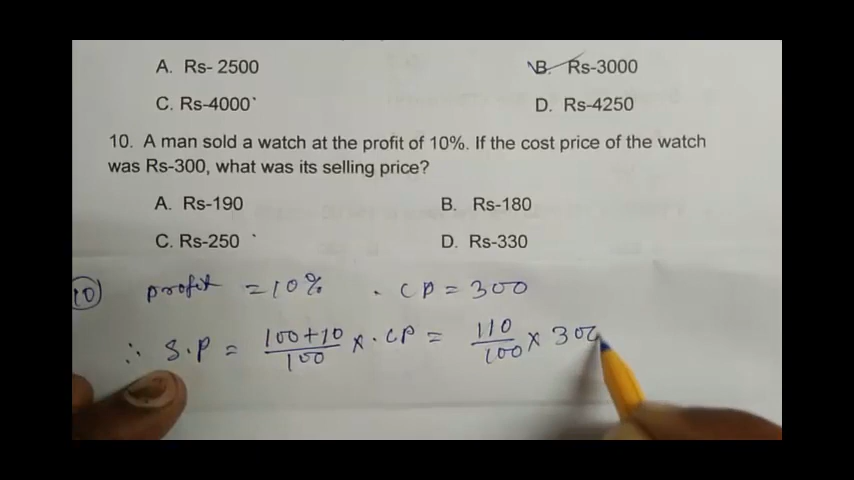 A. Rs- 2500 B. Rs-3000
C. Rs-4000 D. Rs-4250
10. A man sold a watch at the profit of 10%. If the cost price of the watch
was Rs-300, what was its selling price?
A. Rs-190 B. Rs-180
C. Rs-250 D. Rs-330
10 profit = 10% . CP = 300
∴ S.P = 100+10/100 × . CP = 110/100 × 300